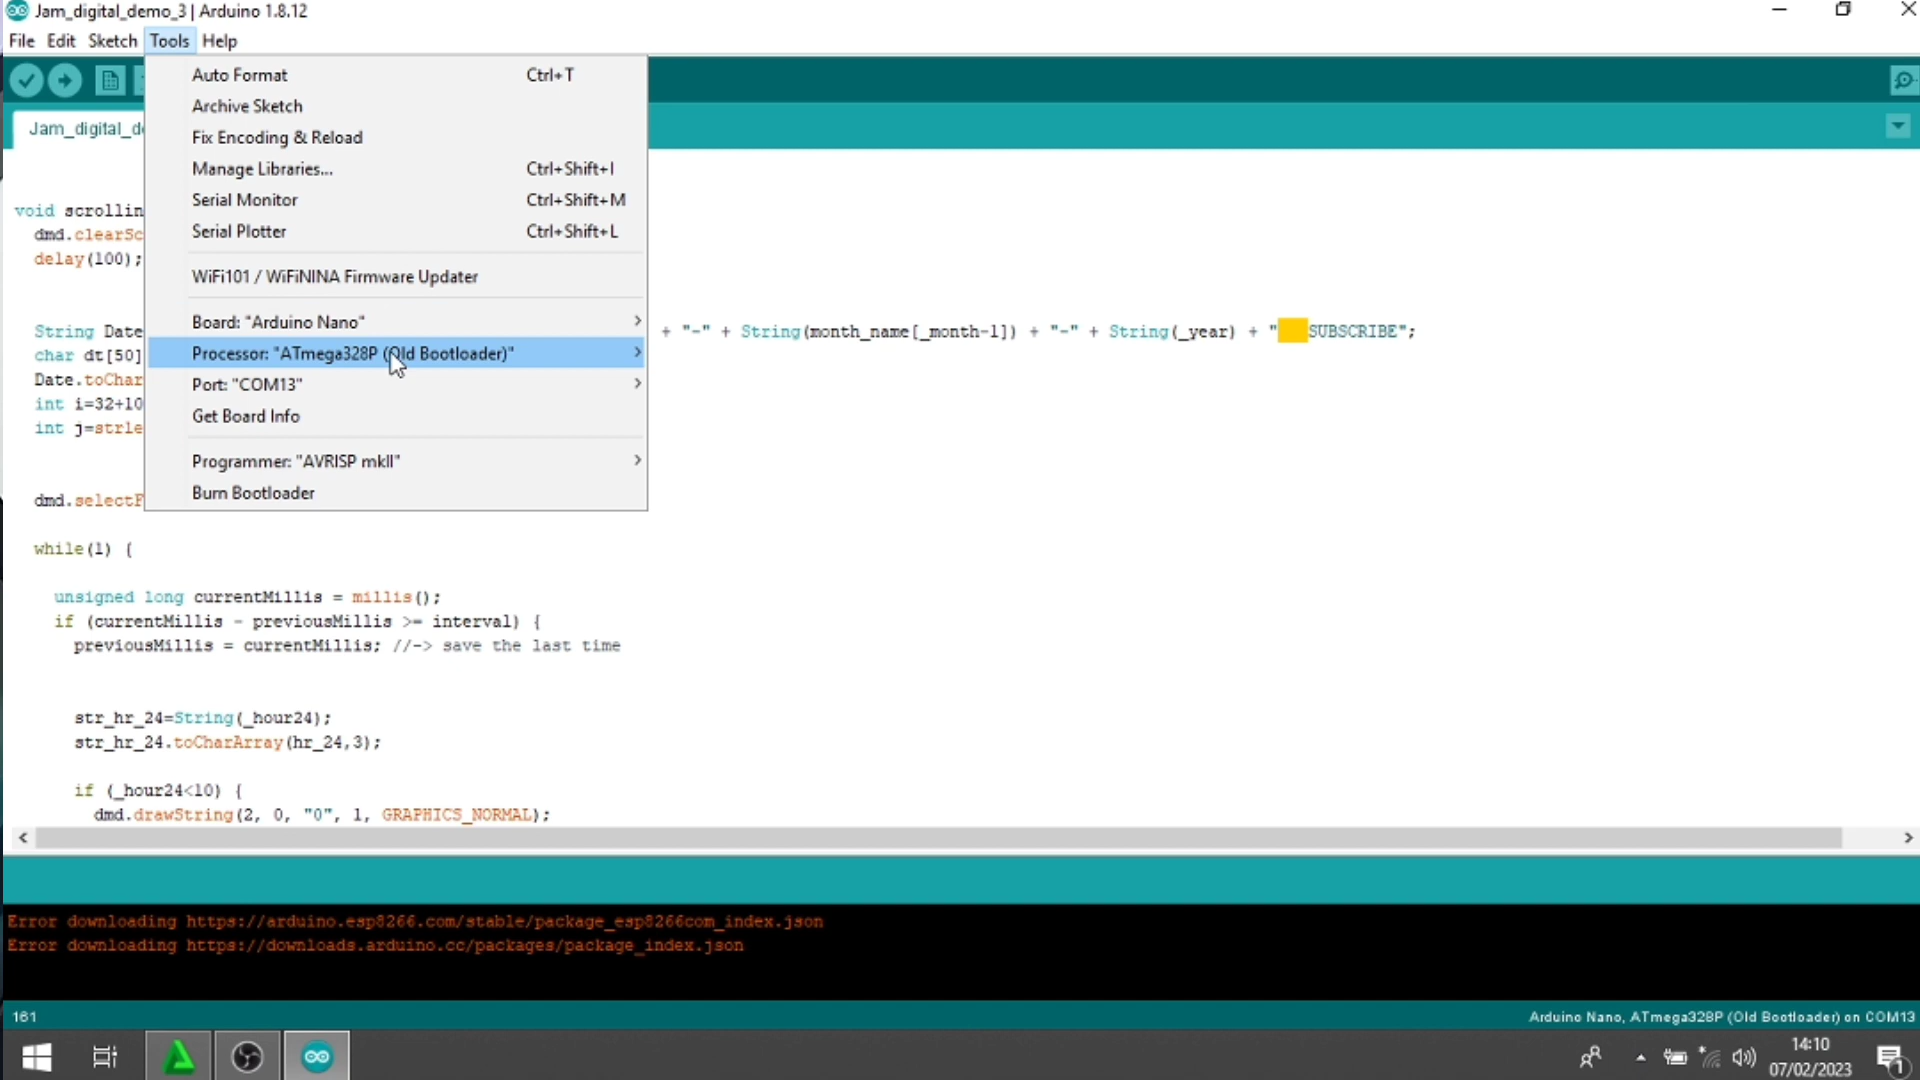 Jam_digital_demo_3 | Arduino 1.8.12
File Edit Sketch Tools Help
Auto Format Ctrl+T
Archive Sketch
Fix Encoding & Reload
Manage Libraries... Ctrl+Shift+I
Serial Monitor Ctrl+Shift+M
Serial Plotter Ctrl+Shift+L
WiFi101 / WiFiNINA Firmware Updater
Board: "Arduino Nano"
Processor: "ATmega328P (Old Bootloader)"
Port: "COM13"
Get Board Info
Programmer: "AVRISP mkII"
Burn Bootloader
Jam_digital_de
void scrollin
dmd.clearSc
delay(100);
String Date + "-" + String(month_name[_month-1]) + "-" + String(_year) + " SUBSCRIBE";
char dt[50]
Date.toChar
int i=32+10
int j=strle
dmd.selectF
while(1) {
unsigned long currentMillis = millis();
if (currentMillis - previousMillis >= interval) {
previousMillis = currentMillis; //-> save the last time
str_hr_24=String(_hour24);
str_hr_24.toCharArray(hr_24,3);
if (_hour24<10) {
dmd.drawString(2, 0, "0", 1, GRAPHICS_NORMAL);
Error downloading https://arduino.esp8266.com/stable/package_esp8266com_index.json
Error downloading https://downloads.arduino.cc/packages/package_index.json
161
Arduino Nano, ATmega328P (Old Bootloader) on COM13
14:10
07/02/2023
1